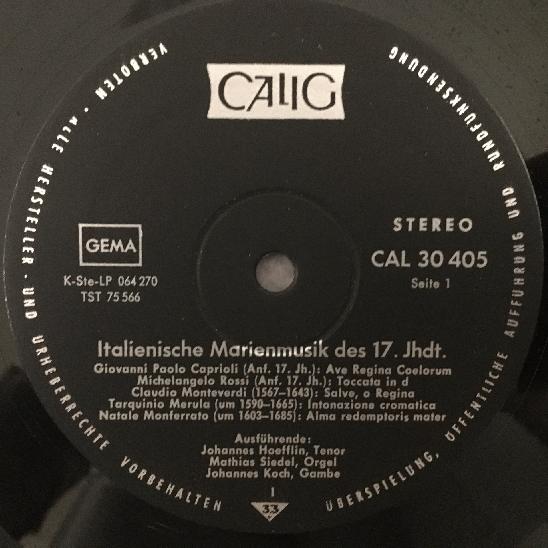 CALIG
STEREO
CAL 30 405
Seite 1
GEMA
K-Ste-LP 064 270
TST 75 566
Italienische Marienmusik des 17. Jhdt.
Giovanni Paolo Caprioli (Anf. 17. Jh.): Ave Regina Coelorum
Michelangelo Rossi (Anf. 17. Jh.): Toccata in d
Claudio Monteverdi (1567–1643): Salve, o Regina
Tarquinio Merula (um 1590–1665): Intonazione cromatica
Natale Monferrato (um 1603–1685): Alma redemptoris mater
Ausführende:
Johannes Hoefflin, Tenor
Mathias Siedel, Orgel
Johannes Koch, Gambe
I
33
ALLE HERSTELLER- UND URHEBERRECHTE VORBEHALTEN · ÜBERSPIELUNG, ÖFFENTLICHE AUFFÜHRUNG UND RUNDFUNKSENDUNG VERBOTEN ·